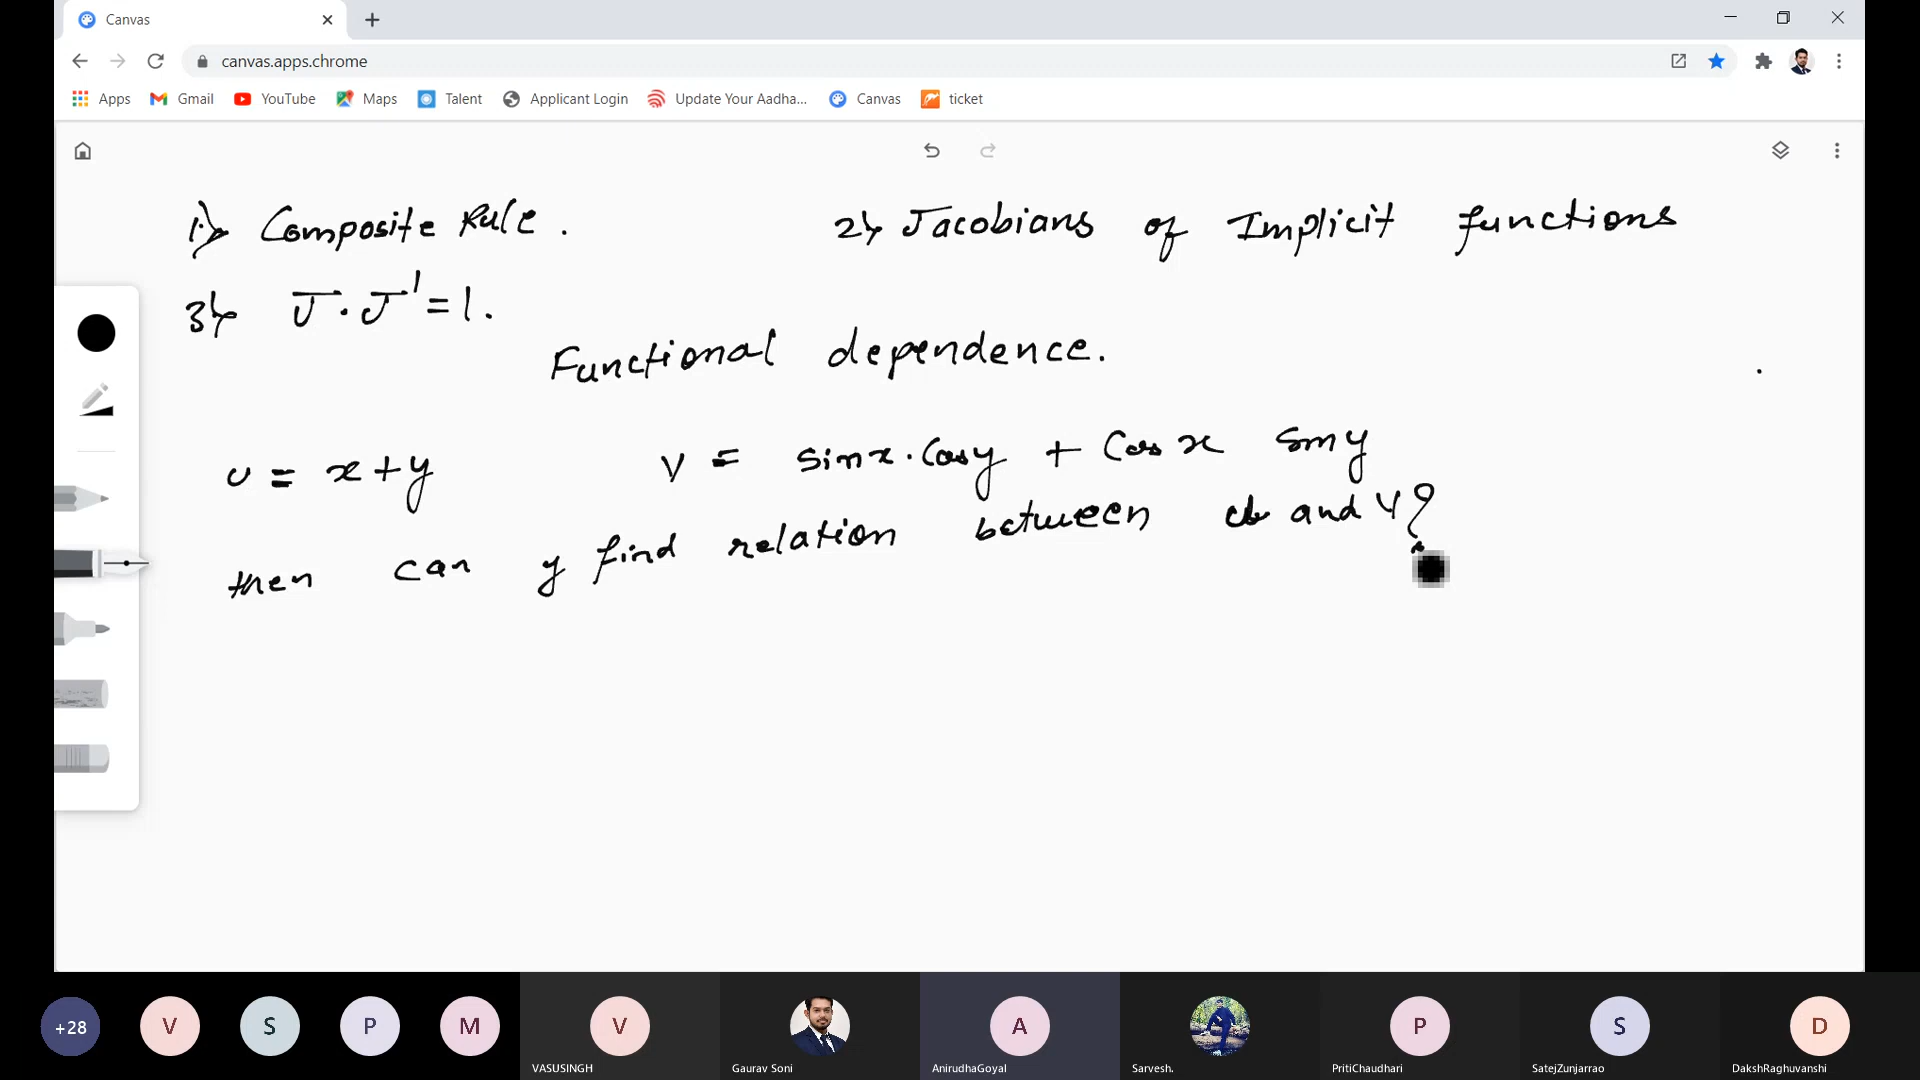 Canvas
canvas.apps.chrome
Apps Gmail YouTube Maps Talent Applicant Login Update Your Aadha... Canvas ticket
1) Composite Rule. 2) Jacobians of Implicit functions
3) J . J' = 1.
Functional dependence.
u = x+y v = sinx . Cosy + Cos x siny
then can y find relation between u and v?
+28 V S P M V A P S D
VASUSINGH Gaurav Soni AnirudhaGoyal Sarvesh. PritiChaudhari SatejZunjarrao DakshRaghuvanshi